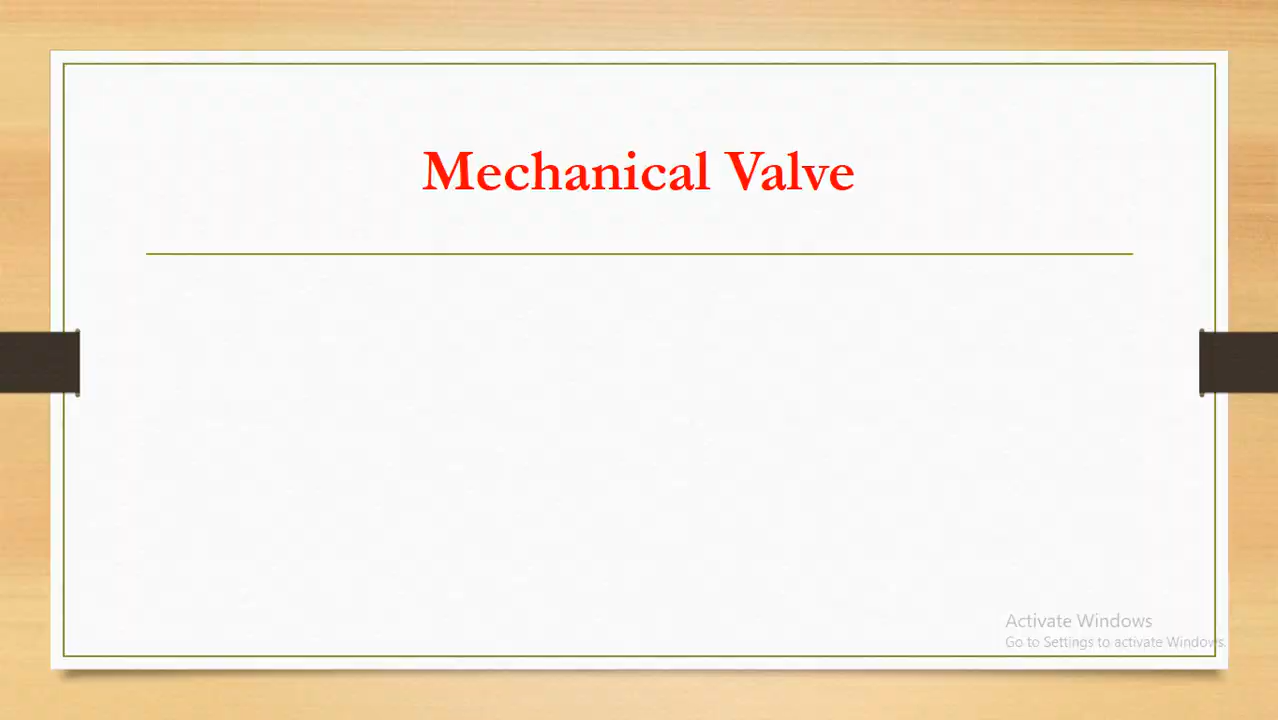 Mechanical Valve
Activate Windows
Go to Settings to activate Windows.